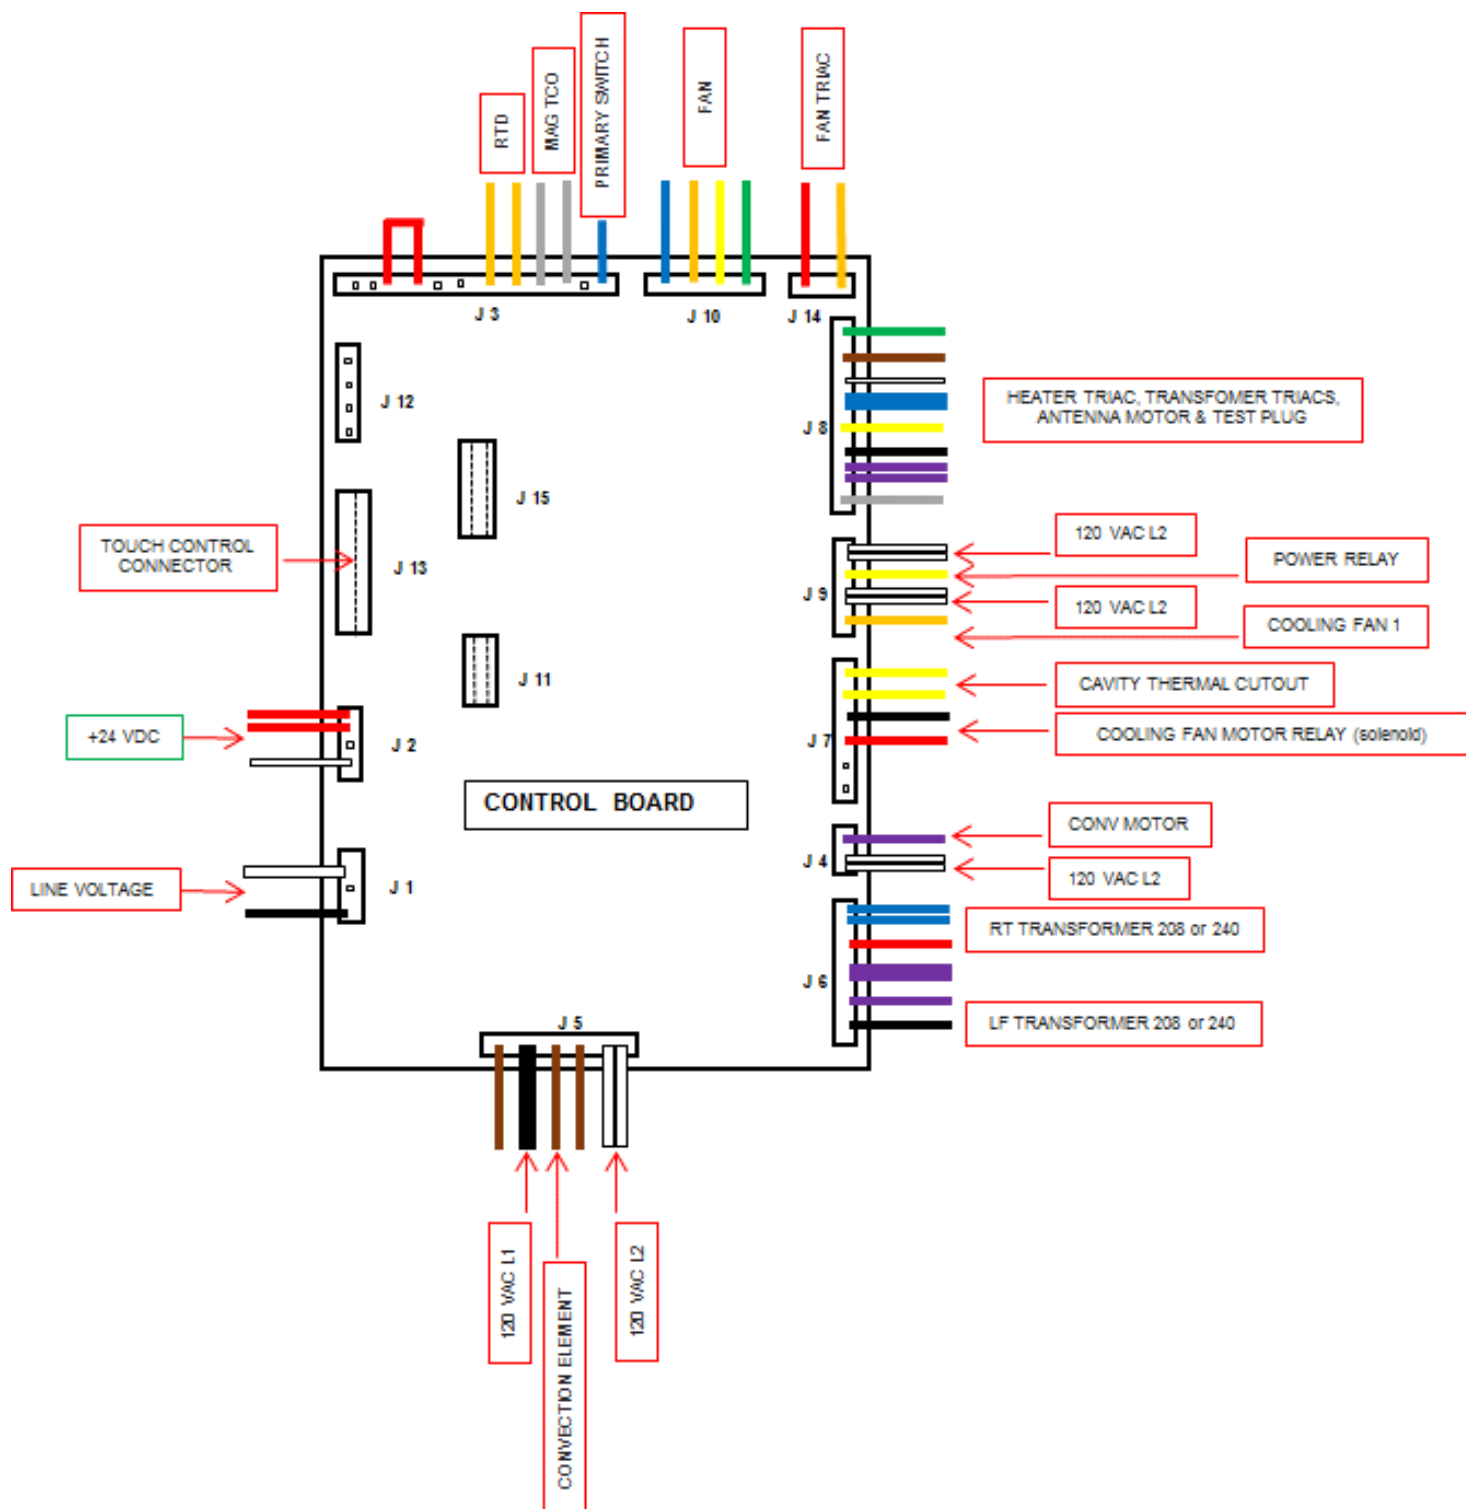 RTD
MAG TCO
PRIMARY SWITCH
FAN
FAN TRIAC
J 3
J 10
J 14
J 12
J 8
HEATER TRIAC, TRANSFOMER TRIACS,
ANTENNA MOTOR & TEST PLUG
J 15
TOUCH CONTROL
CONNECTOR
J 13
J 9
120 VAC L2
POWER RELAY
120 VAC L2
COOLING FAN 1
J 11
CAVITY THERMAL CUTOUT
+24 VDC
J 2
J 7
COOLING FAN MOTOR RELAY (solenoid)
CONTROL BOARD
CONV MOTOR
J 4
120 VAC L2
LINE VOLTAGE
J 1
RT TRANSFORMER 208 or 240
J 6
LF TRANSFORMER 208 or 240
J 5
120 VAC L1
CONVECTION ELEMENT
120 VAC L2